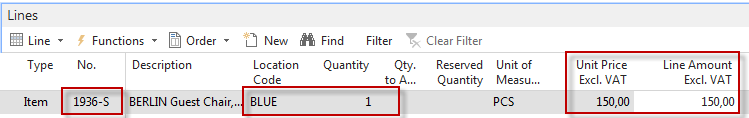 Lines
Line Functions Order New Find Filter Clear Filter
Type No. Description Location Code Quantity Qty. to A... Reserved Quantity Unit of Measu... Unit Price Excl. VAT Line Amount Excl. VAT
Item 1936-S BERLIN Guest Chair,... BLUE 1 PCS 150,00 150,00